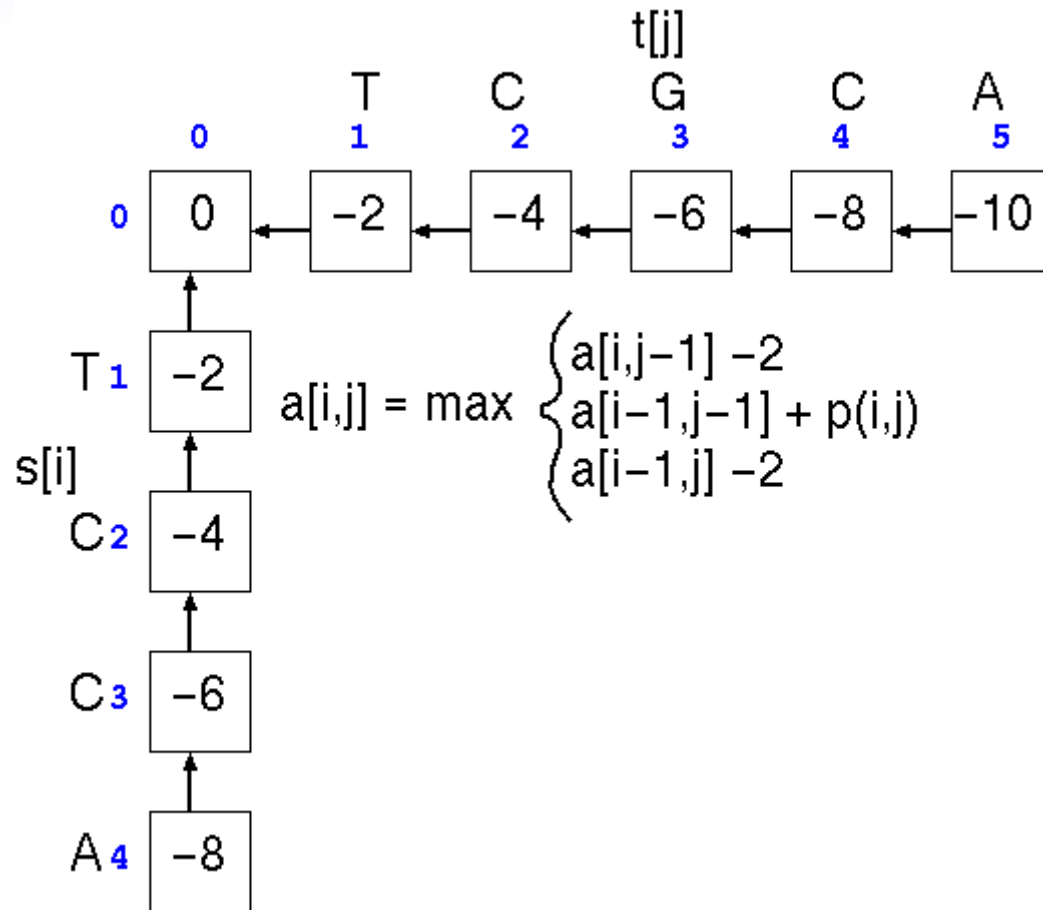 t[j]
T C G C A
0 1 2 3 4 5
0 0 −2 −4 −6 −8 −10
T 1 −2
a[i,j] = max
a[i,j−1] −2
a[i−1,j−1] + p(i,j)
a[i−1,j] −2
s[i]
C 2 −4
C 3 −6
A 4 −8